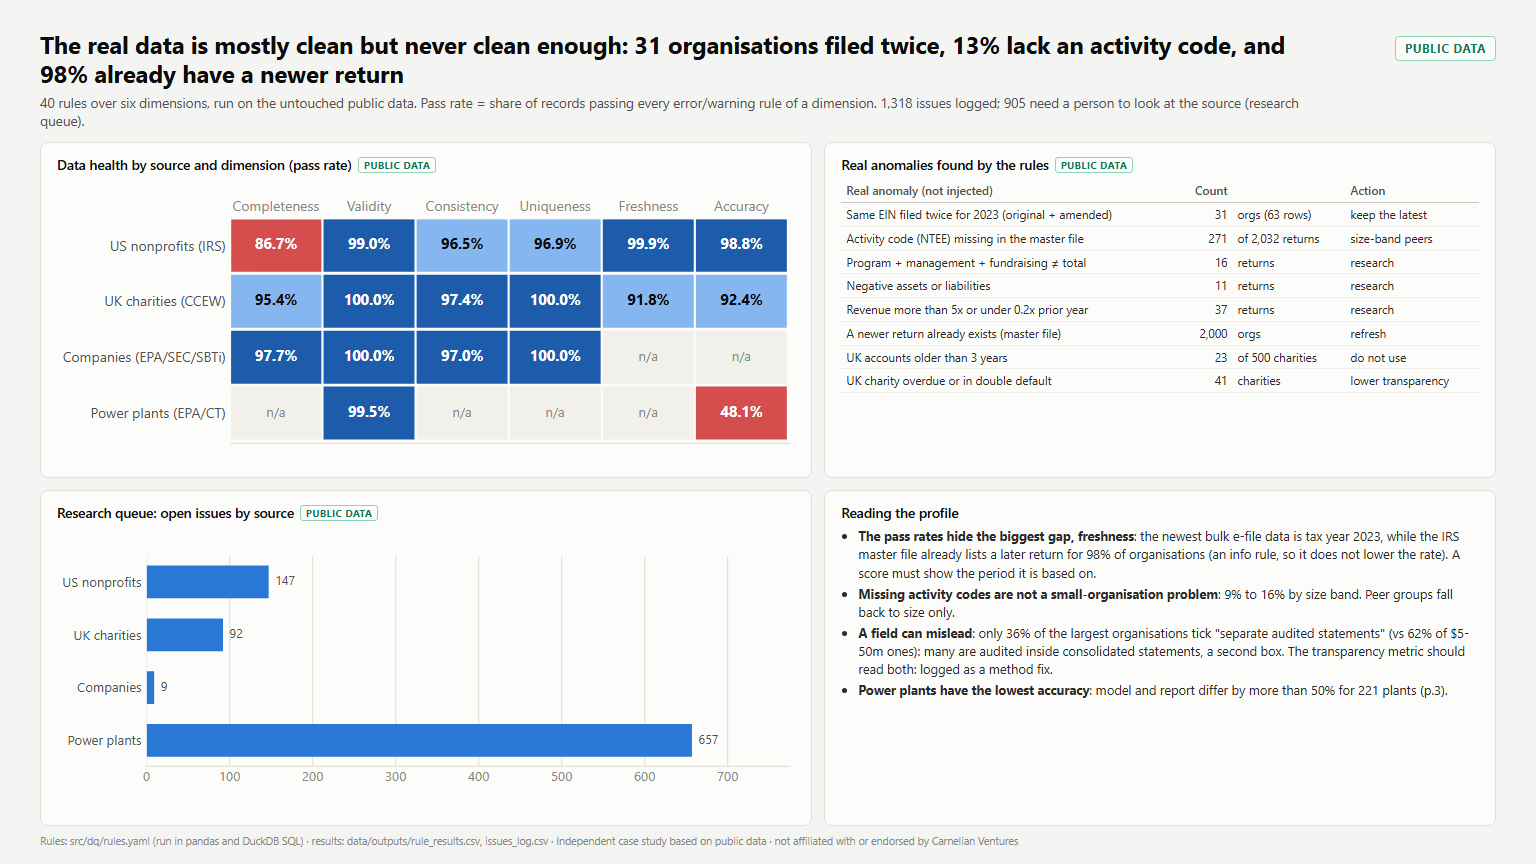 The real data is mostly clean but never clean enough: 31 organisations filed twice, 13% lack an activity code, and
98% already have a newer return
PUBLIC DATA
40 rules over six dimensions, run on the untouched public data. Pass rate = share of records passing every error/warning rule of a dimension. 1,318 issues logged; 905 need a person to look at the source (research
queue).
Data health by source and dimension (pass rate) PUBLIC DATA
Completeness Validity Consistency Uniqueness Freshness Accuracy
US nonprofits (IRS) 86.7% 99.0% 96.5% 96.9% 99.9% 98.8%
UK charities (CCEW) 95.4% 100.0% 97.4% 100.0% 91.8% 92.4%
Companies (EPA/SEC/SBTi) 97.7% 100.0% 97.0% 100.0% n/a n/a
Power plants (EPA/CT) n/a 99.5% n/a n/a n/a 48.1%
Real anomalies found by the rules PUBLIC DATA
Real anomaly (not injected) Count Action
Same EIN filed twice for 2023 (original + amended) 31 orgs (63 rows) keep the latest
Activity code (NTEE) missing in the master file 271 of 2,032 returns size-band peers
Program + management + fundraising ≠ total 16 returns research
Negative assets or liabilities 11 returns research
Revenue more than 5x or under 0.2x prior year 37 returns research
A newer return already exists (master file) 2,000 orgs refresh
UK accounts older than 3 years 23 of 500 charities do not use
UK charity overdue or in double default 41 charities lower transparency
Research queue: open issues by source PUBLIC DATA
US nonprofits 147
UK charities 92
Companies 9
Power plants 657
0 100 200 300 400 500 600 700
Reading the profile
• The pass rates hide the biggest gap, freshness: the newest bulk e-file data is tax year 2023, while the IRS
master file already lists a later return for 98% of organisations (an info rule, so it does not lower the rate). A
score must show the period it is based on.
• Missing activity codes are not a small-organisation problem: 9% to 16% by size band. Peer groups fall
back to size only.
• A field can mislead: only 36% of the largest organisations tick "separate audited statements" (vs 62% of $5-
50m ones): many are audited inside consolidated statements, a second box. The transparency metric should
read both: logged as a method fix.
• Power plants have the lowest accuracy: model and report differ by more than 50% for 221 plants (p.3).
Rules: src/dq/rules.yaml (run in pandas and DuckDB SQL) · results: data/outputs/rule_results.csv, issues_log.csv · Independent case study based on public data · not affiliated with or endorsed by Carnelian Ventures